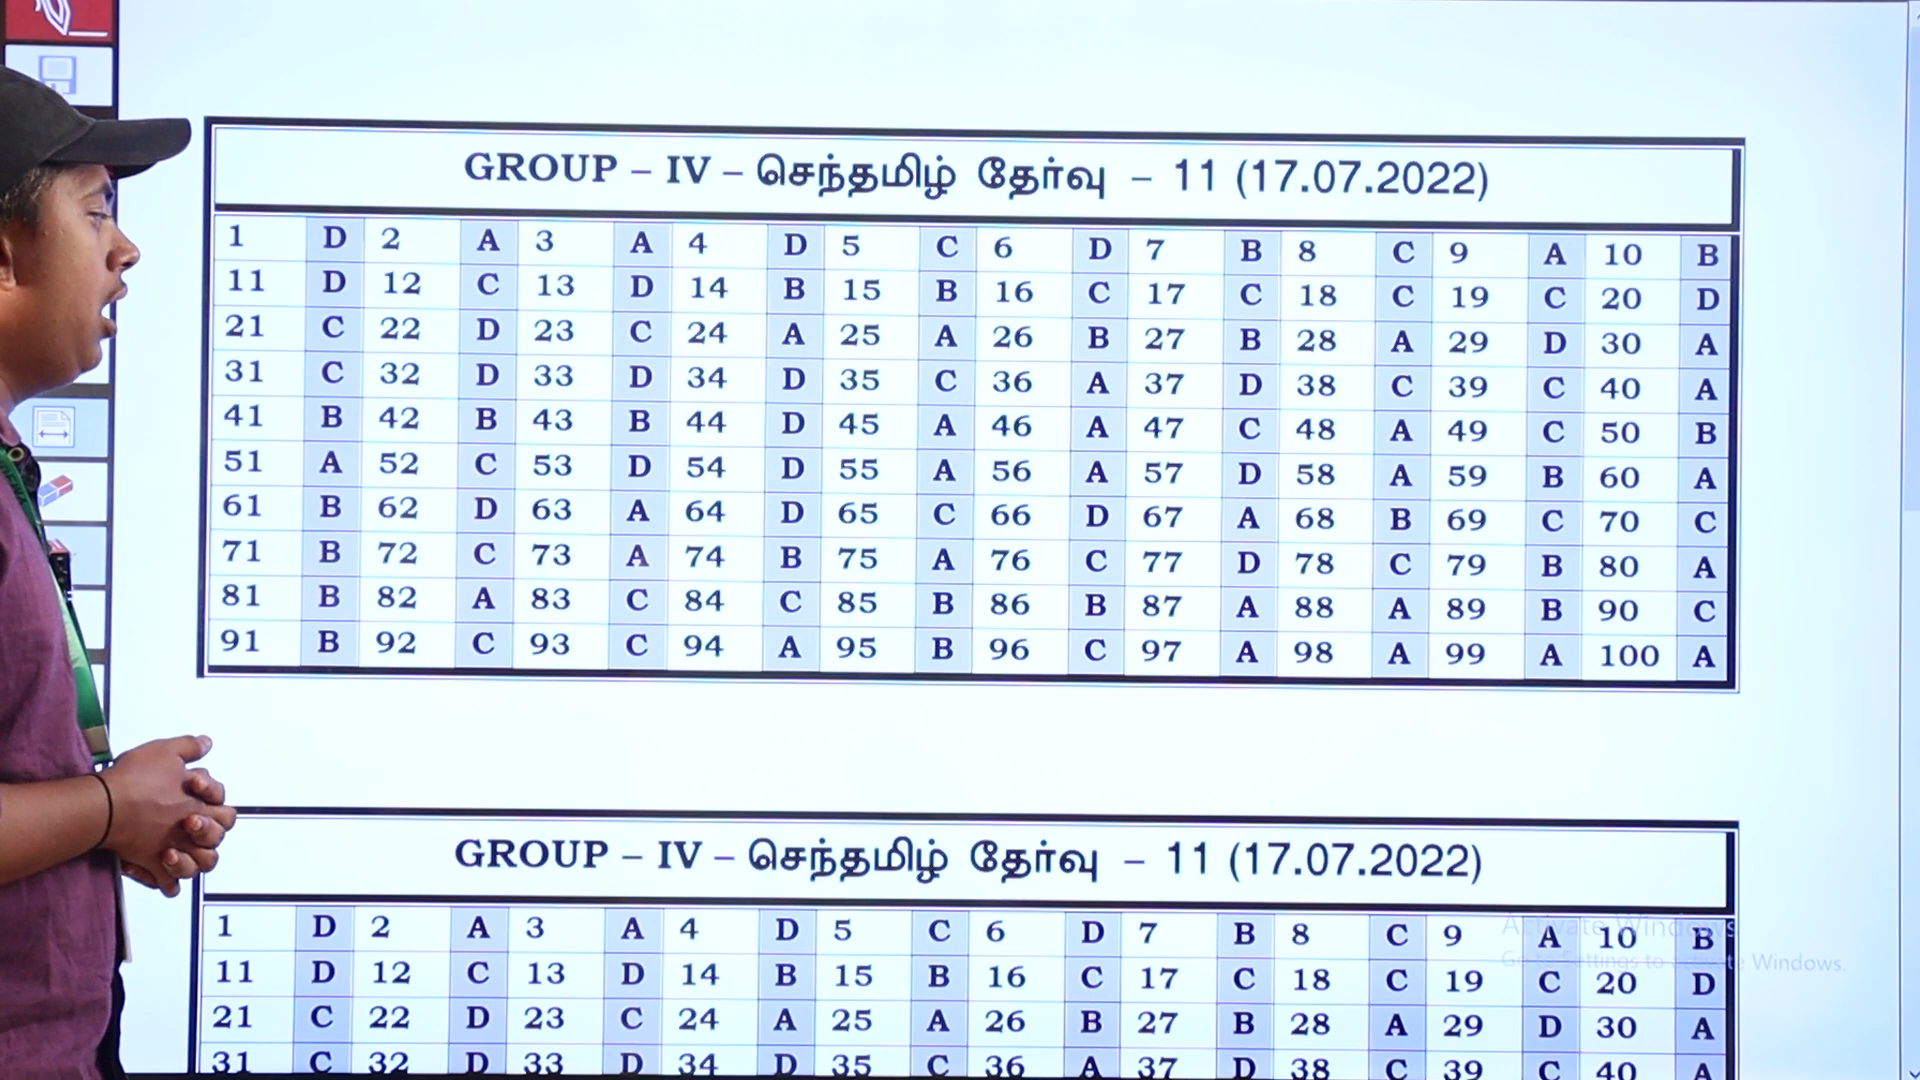 GROUP – IV – செந்தமிழ் தேர்வு – 11 (17.07.2022)
1 D 2 A 3 A 4 D 5 C 6 D 7 B 8 C 9 A 10 B
11 D 12 C 13 D 14 B 15 B 16 C 17 C 18 C 19 C 20 D
21 C 22 D 23 C 24 A 25 A 26 B 27 B 28 A 29 D 30 A
31 C 32 D 33 D 34 D 35 C 36 A 37 D 38 C 39 C 40 A
41 B 42 B 43 B 44 D 45 A 46 A 47 C 48 A 49 C 50 B
51 A 52 C 53 D 54 D 55 A 56 A 57 D 58 A 59 B 60 A
61 B 62 D 63 A 64 D 65 C 66 D 67 A 68 B 69 C 70 C
71 B 72 C 73 A 74 B 75 A 76 C 77 D 78 C 79 B 80 A
81 B 82 A 83 C 84 C 85 B 86 B 87 A 88 A 89 B 90 C
91 B 92 C 93 C 94 A 95 B 96 C 97 A 98 A 99 A 100 A
GROUP – IV – செந்தமிழ் தேர்வு – 11 (17.07.2022)
1 D 2 A 3 A 4 D 5 C 6 D 7 B 8 C 9 A 10 B
Activate Windows
11 D 12 C 13 D 14 B 15 B 16 C 17 C 18 C 19 C 20 D
Go to Settings to activate Windows.
21 C 22 D 23 C 24 A 25 A 26 B 27 B 28 A 29 D 30 A
31 C 32 D 33 D 34 D 35 C 36 A 37 D 38 C 39 C 40 A